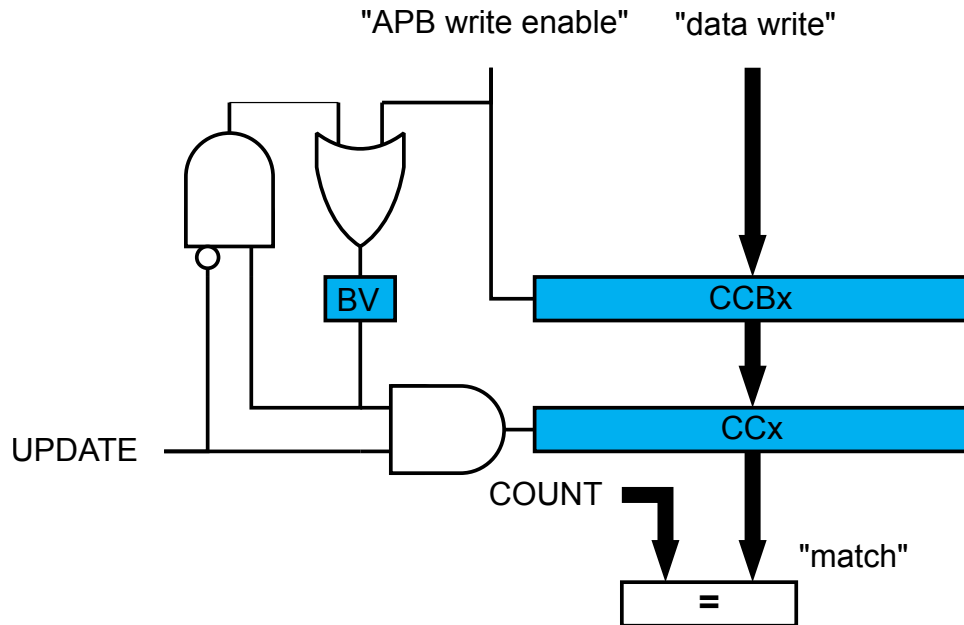 "APB write enable"
"data write"
BV
CCBx
UPDATE
CCx
COUNT
"match"
=